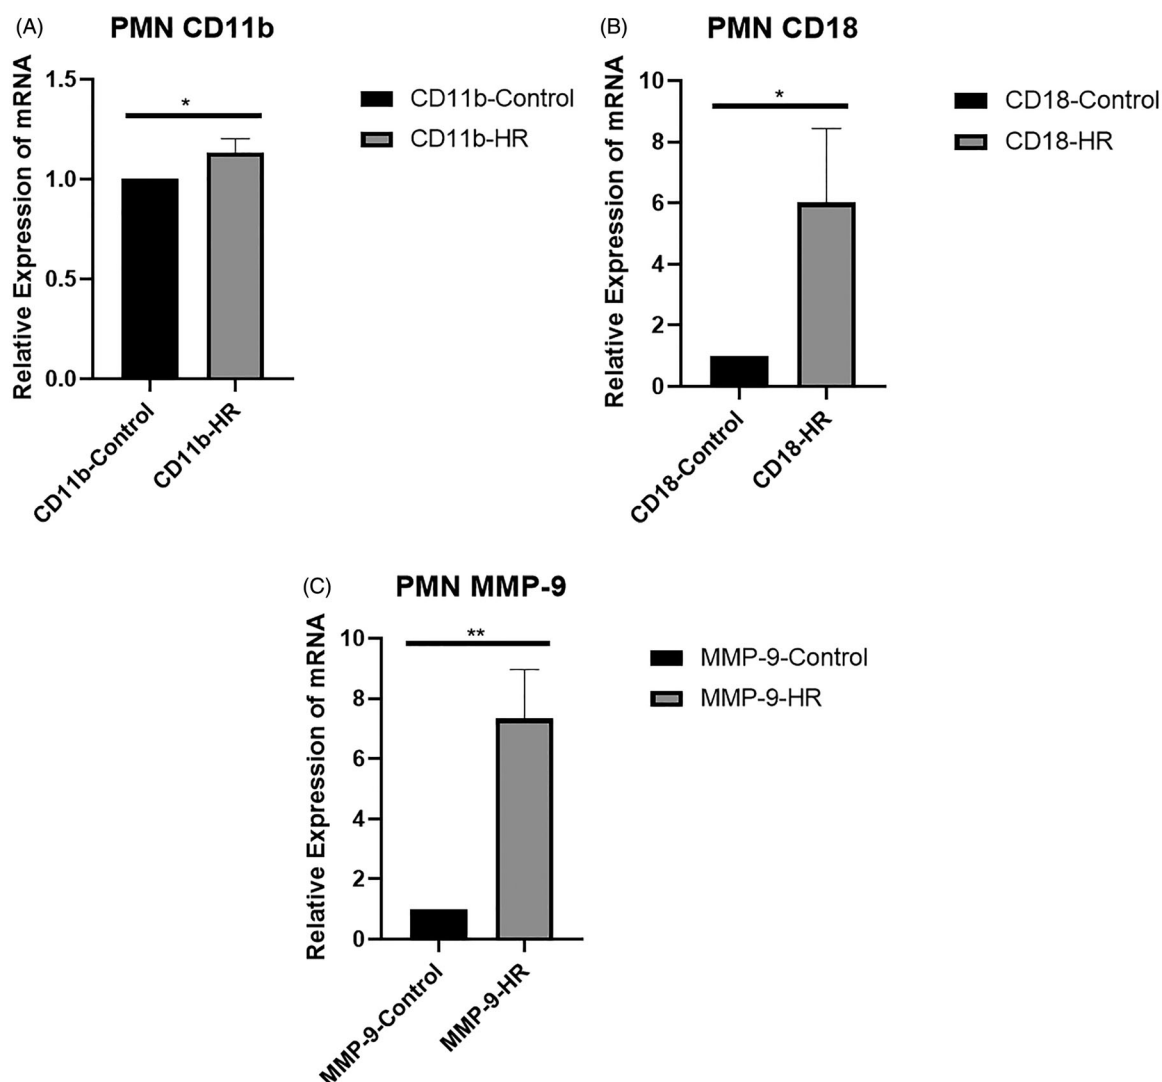 (A) PMN CD11b
Relative Expression of mRNA
1.5
1.0
0.5
0.0
*
CD11b-Control
CD11b-HR
CD11b-Control
CD11b-HR
(B) PMN CD18
Relative Expression of mRNA
10
8
6
4
2
0
*
CD18-Control
CD18-HR
CD18-Control
CD18-HR
(C) PMN MMP-9
Relative Expression of mRNA
10
8
6
4
2
0
**
MMP-9-Control
MMP-9-HR
MMP-9-Control
MMP-9-HR